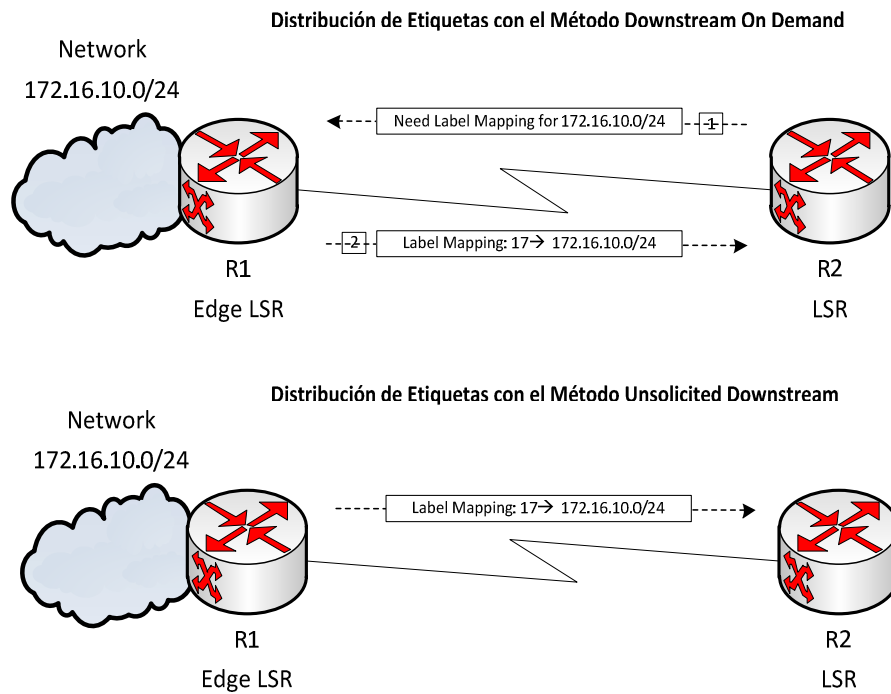 Distribución de Etiquetas con el Método Downstream On Demand
Network
172.16.10.0/24
Need Label Mapping for 172.16.10.0/24
1
2
Label Mapping: 17→ 172.16.10.0/24
R1
Edge LSR
R2
LSR
Distribución de Etiquetas con el Método Unsolicited Downstream
Network
172.16.10.0/24
Label Mapping: 17→ 172.16.10.0/24
R1
Edge LSR
R2
LSR